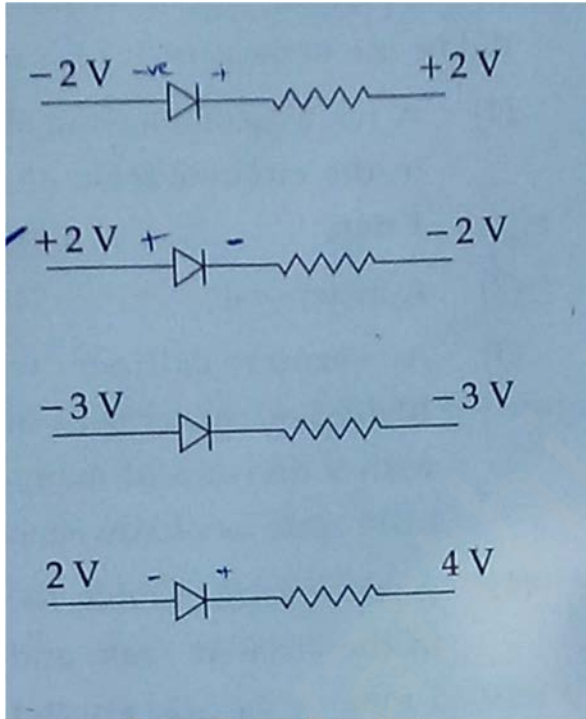 −2 V -ve + +2 V
+2 V + - −2 V
−3 V −3 V
2 V - + 4 V